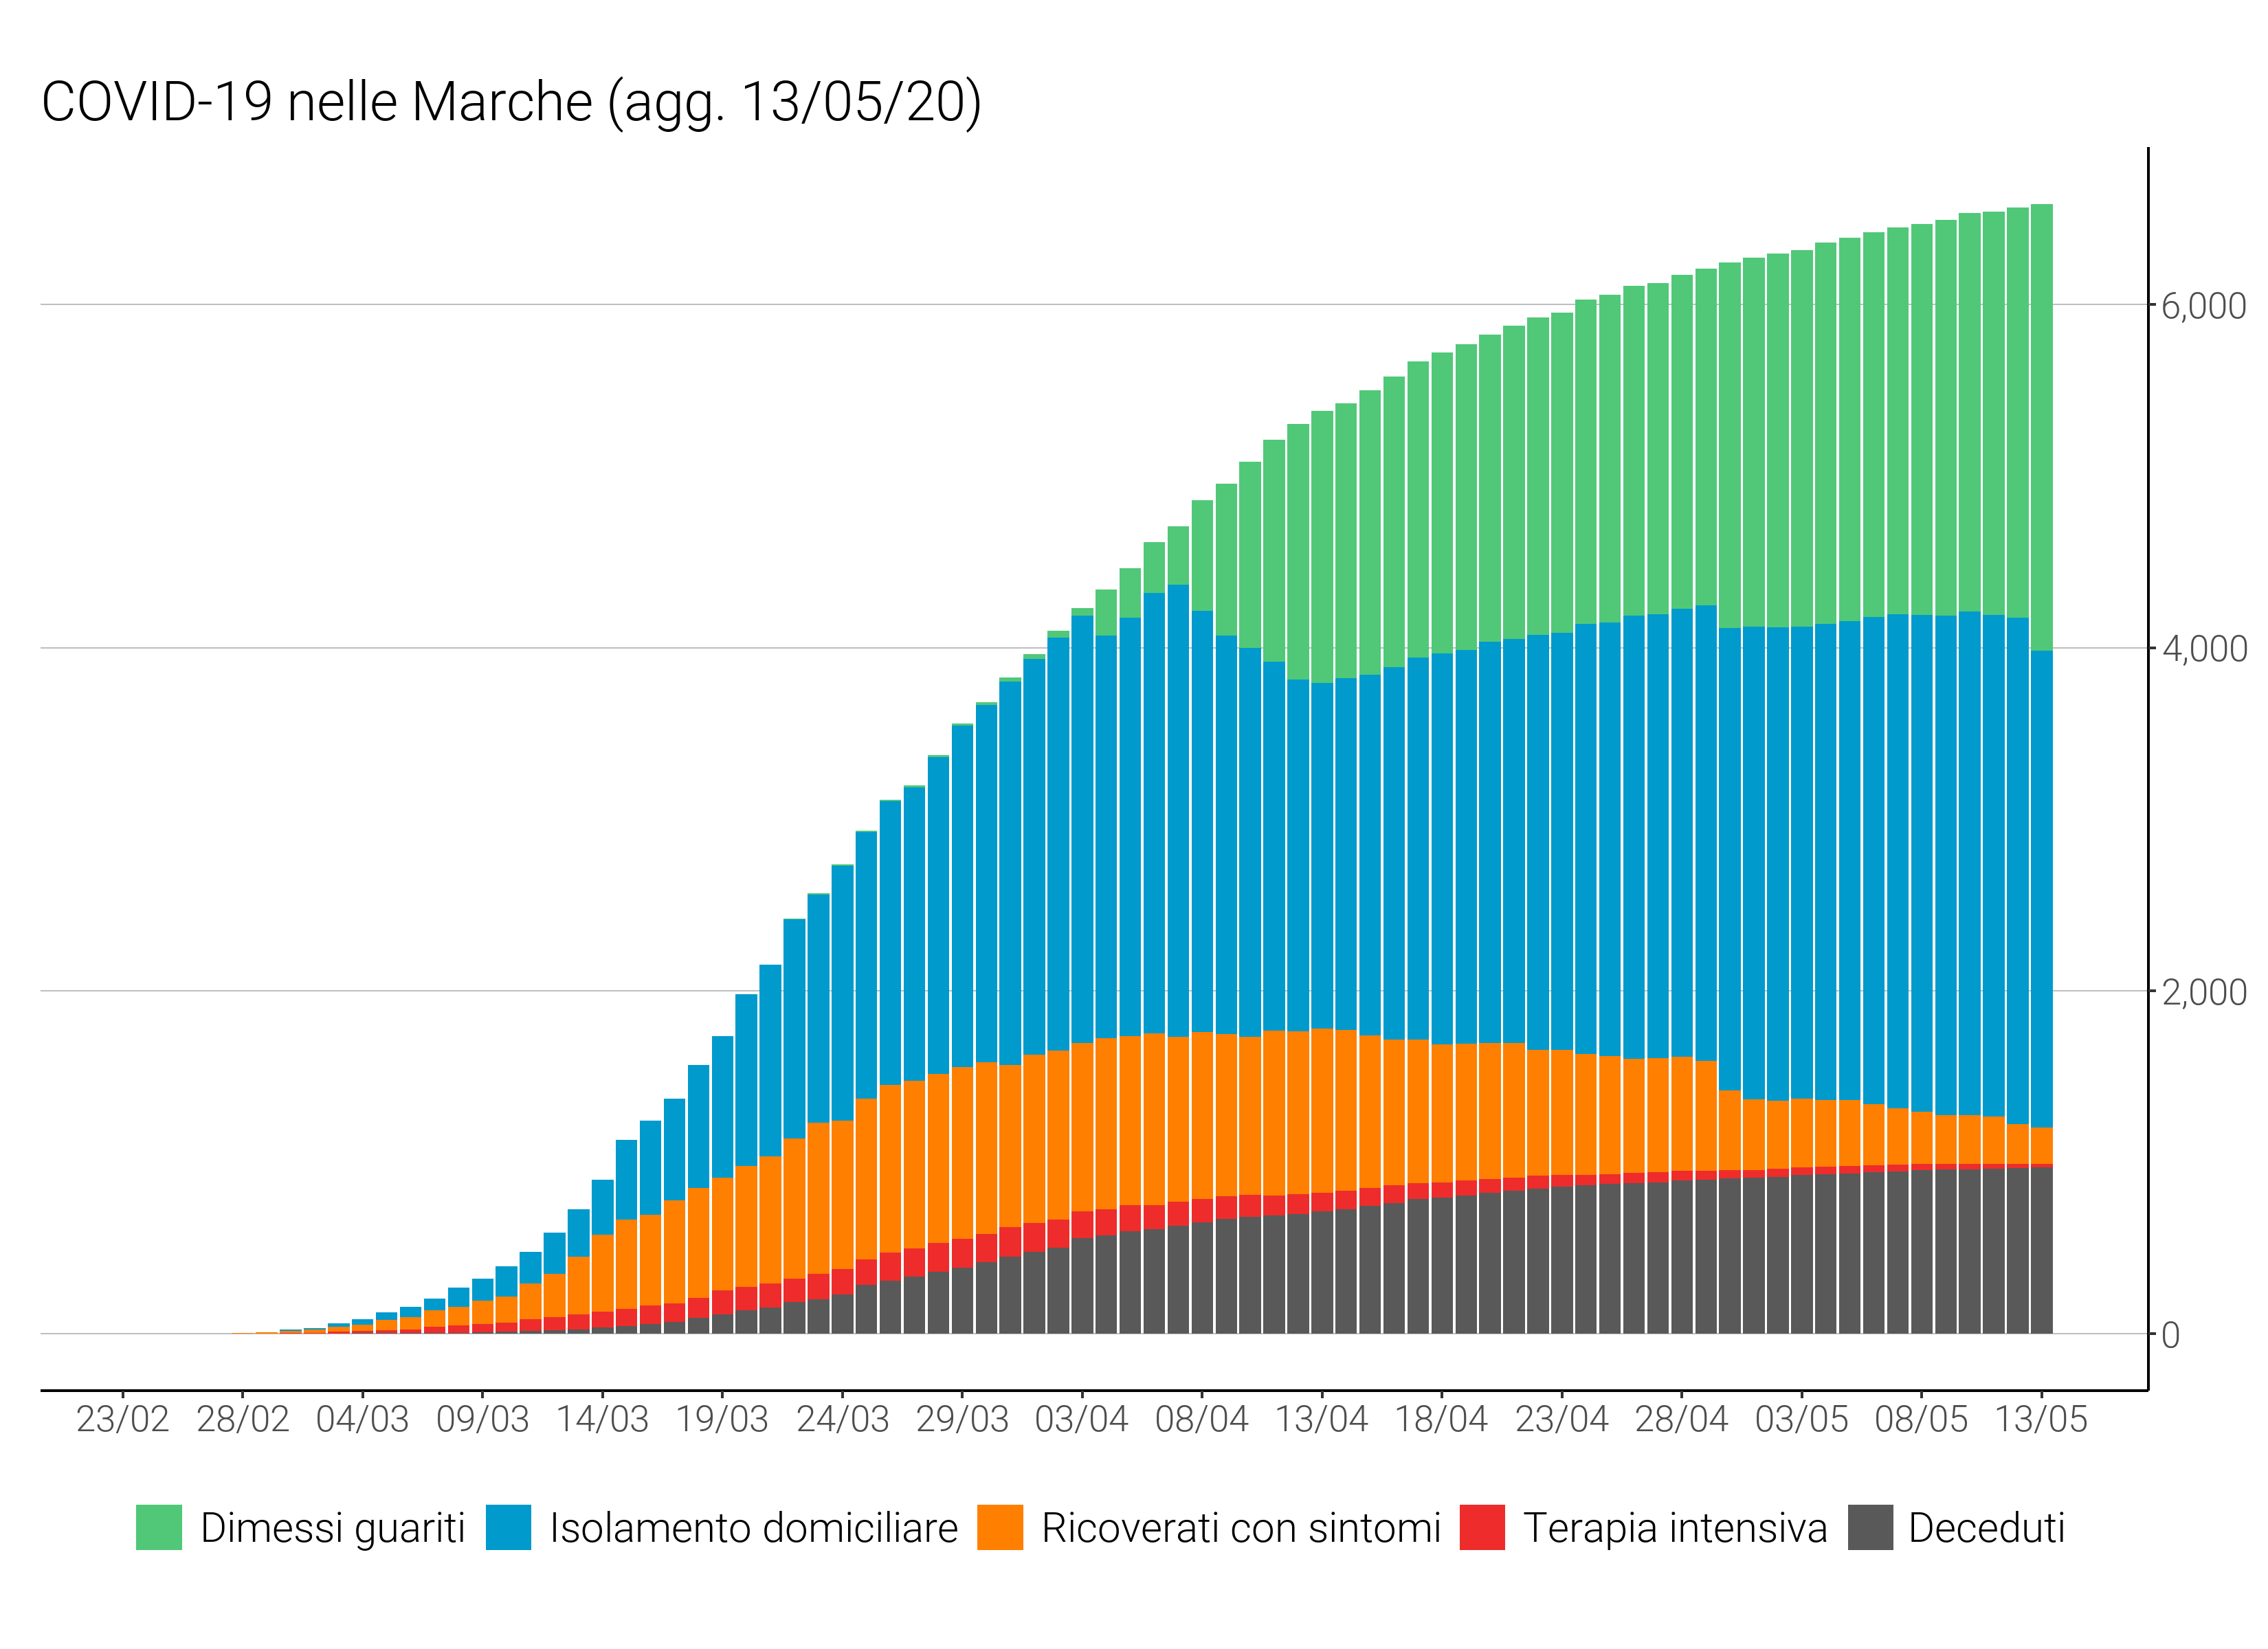 COVID-19 nelle Marche (agg. 13/05/20)
6,000
4,000
2,000
0
23/02 28/02 04/03 09/03 14/03 19/03 24/03 29/03 03/04 08/04 13/04 18/04 23/04 28/04 03/05 08/05 13/05
Dimessi guariti Isolamento domiciliare Ricoverati con sintomi Terapia intensiva Deceduti